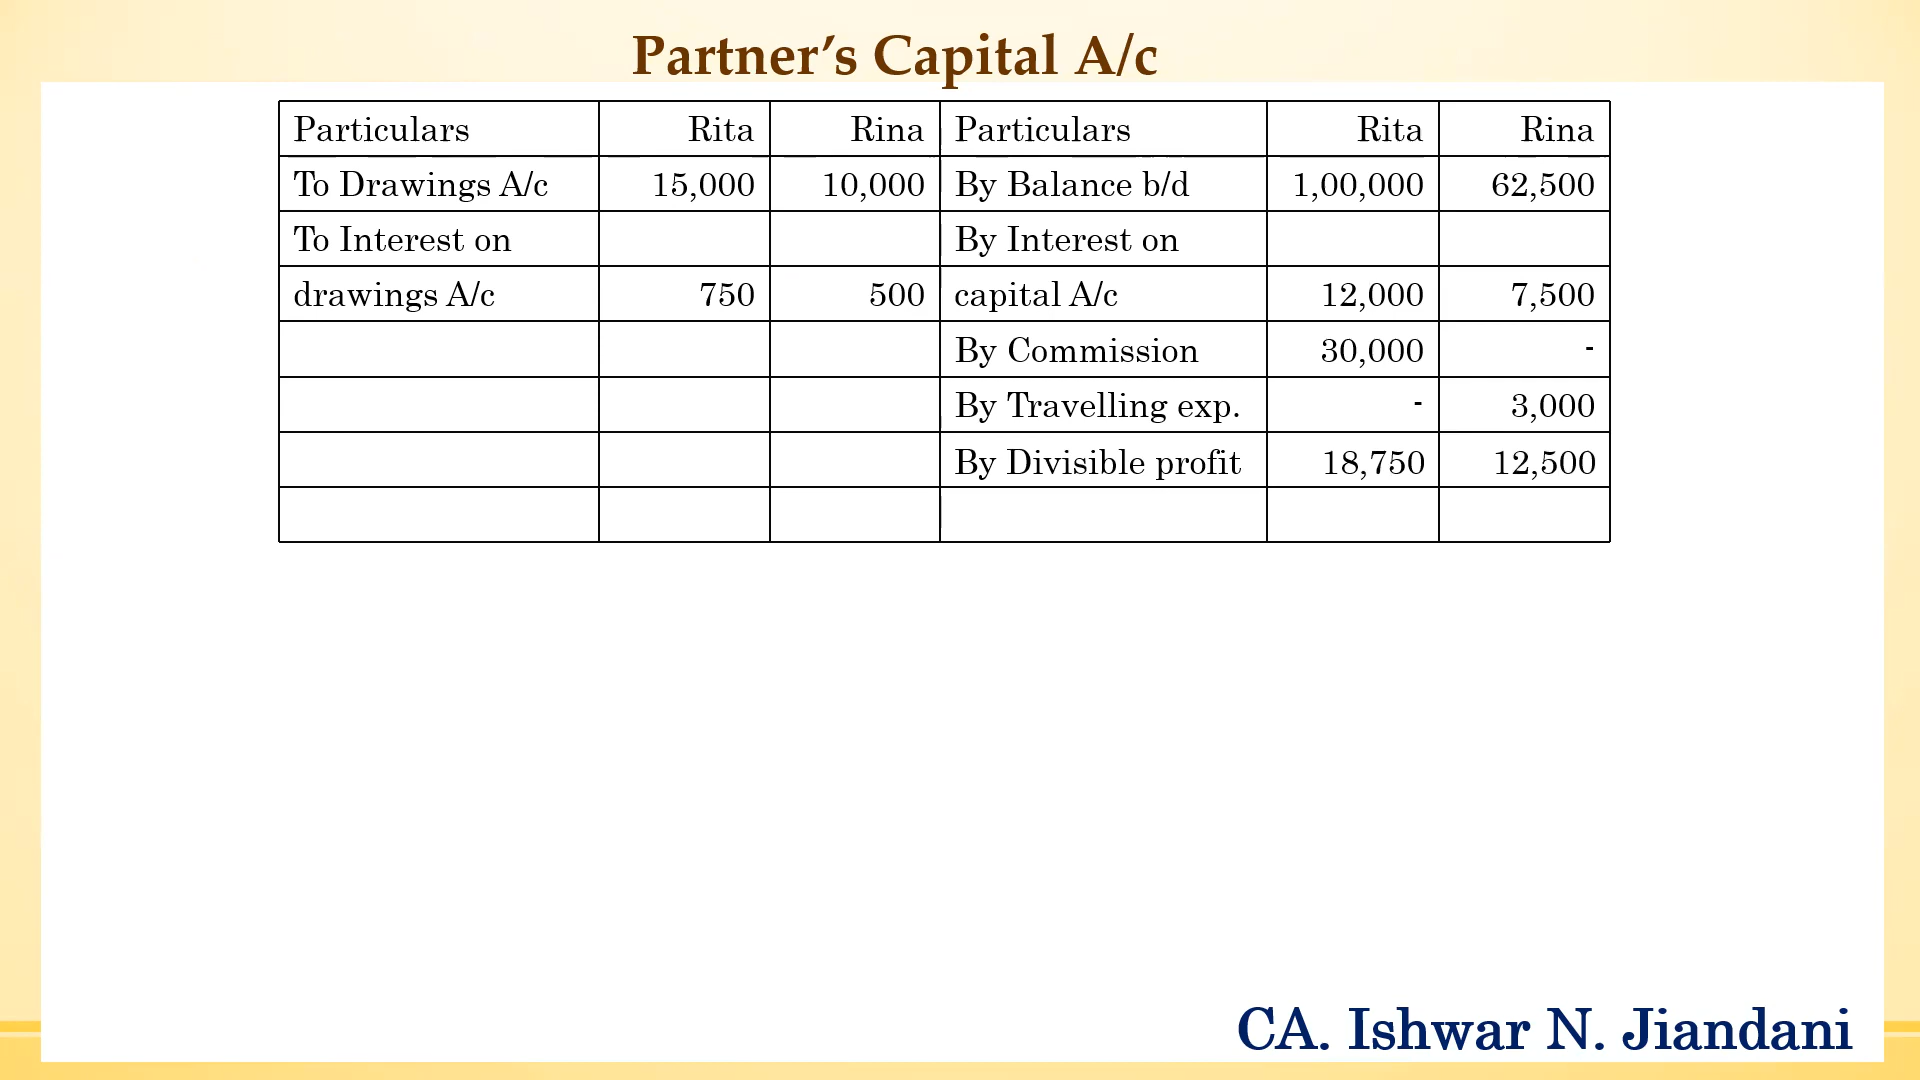 Partner’s Capital A/c
Particulars Rita Rina Particulars Rita Rina
To Drawings A/c 15,000 10,000 By Balance b/d 1,00,000 62,500
To Interest on By Interest on
drawings A/c 750 500 capital A/c 12,000 7,500
By Commission 30,000 -
By Travelling exp. - 3,000
By Divisible profit 18,750 12,500
CA. Ishwar N. Jiandani